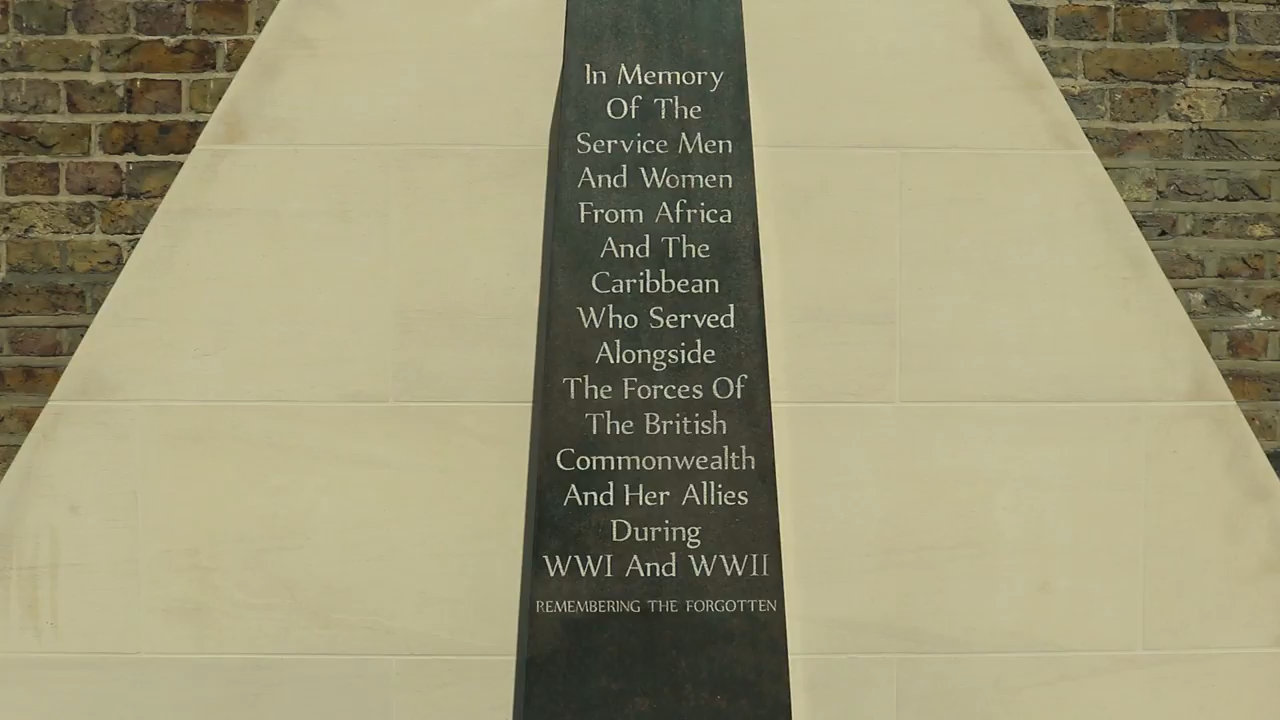 In Memory
Of The
Service Men
And Women
From Africa
And The
Caribbean
Who Served
Alongside
The Forces Of
The British
Commonwealth
And Her Allies
During
WWI And WWII
REMEMBERING THE FORGOTTEN